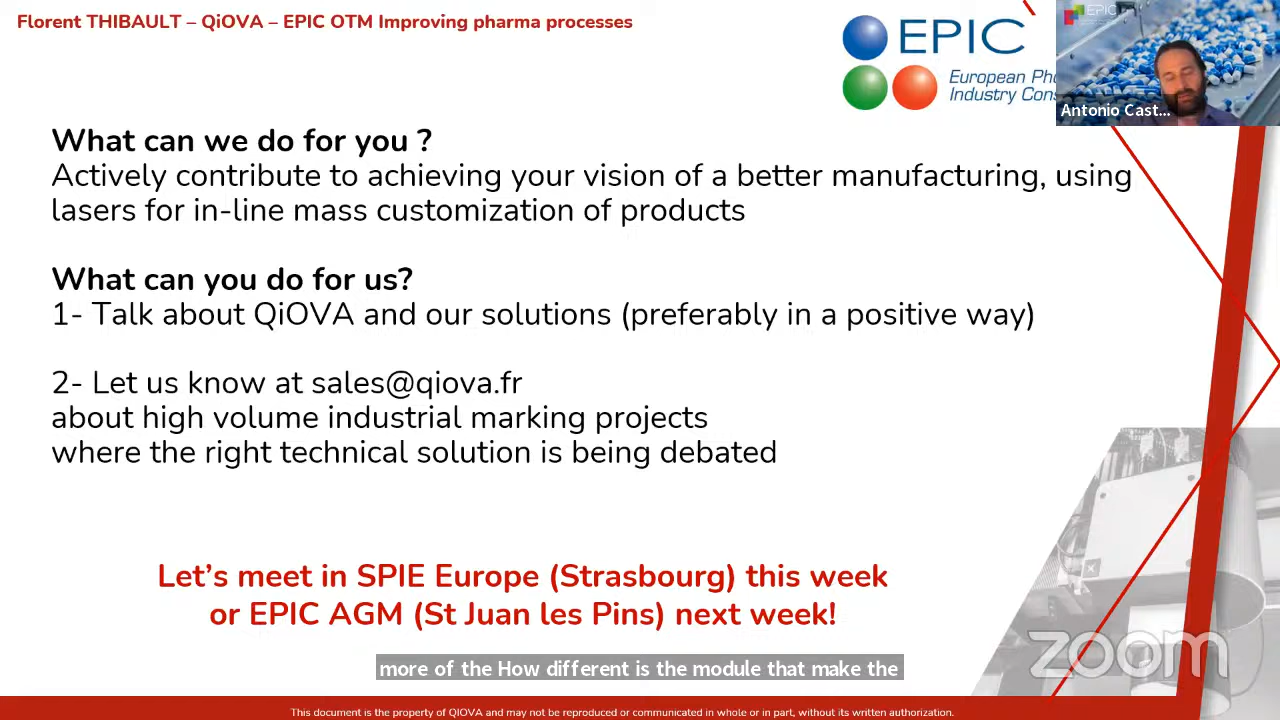 Florent THIBAULT – QiOVA – EPIC OTM Improving pharma processes
EPIC
European Pho
Industry Cons
EPIC
Antonio Cast...
What can we do for you ?
Actively contribute to achieving your vision of a better manufacturing, using
lasers for in-line mass customization of products
What can you do for us?
1- Talk about QiOVA and our solutions (preferably in a positive way)
2- Let us know at sales@qiova.fr
about high volume industrial marking projects
where the right technical solution is being debated
Let's meet in SPIE Europe (Strasbourg) this week
or EPIC AGM (St Juan les Pins) next week!
more of the How different is the module that make the
zoom
This document is the property of QIOVA and may not be reproduced or communicated in whole or in part, without its written authorization.